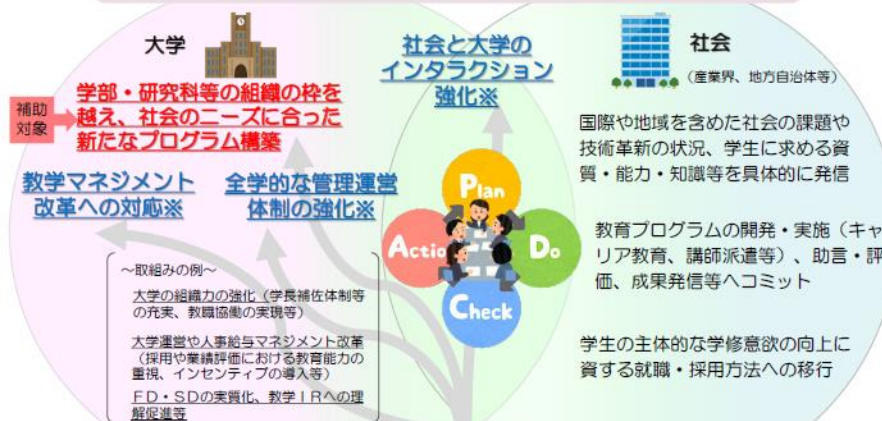 大学
社会と大学の
インタラクション
強化※
社会
（産業界、地方自治体等）
補助
対象
学部・研究科等の組織の枠を
越え、社会のニーズに合った
新たなプログラム構築
教学マネジメント
改革への対応※
全学的な管理運営
体制の強化※
～取組みの例～
大学の組織力の強化（学長補佐体制等
の充実、教職協働の実現等）
大学運営や人事給与マネジメント改革
（採用や業績評価における教育能力の
重視、インセンティブの導入等）
ＦＤ・ＳＤの実質化、教学ＩＲへの理
解促進等
Plan
Actio
Do
Check
国際や地域を含めた社会の課題や
技術革新の状況、学生に求める資
質・能力・知識等を具体的に発信
教育プログラムの開発・実施（キャ
リア教育、講師派遣等）、助言・評
価、成果発信等へコミット
学生の主体的な学修意欲の向上に
資する就職・採用方法への移行